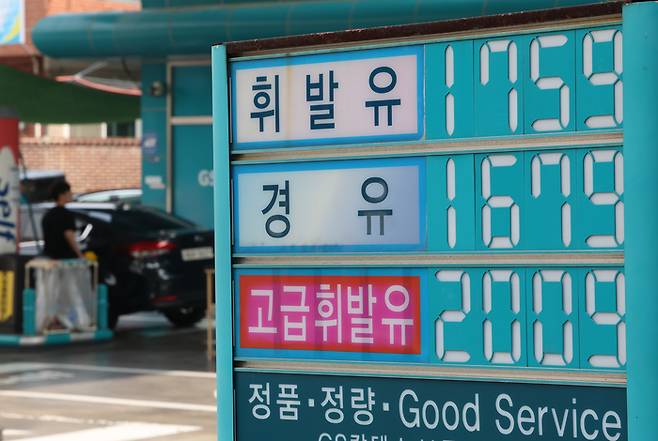 휘발유 1759
경유 1679
고급휘발유 2009
정품·정량·Good Service